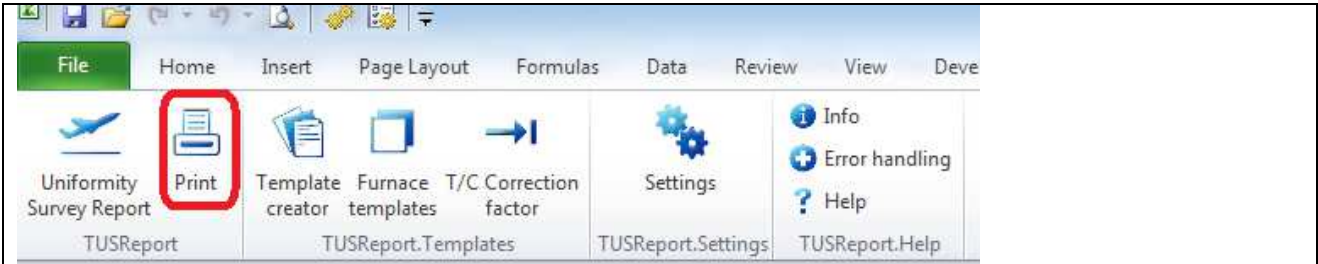 File Home Insert Page Layout Formulas Data Review View Deve
Info
Error handling
Help
Uniformity Print Template Furnace T/C Correction Settings
Survey Report creator templates factor
TUSReport TUSReport.Templates TUSReport.Settings TUSReport.Help